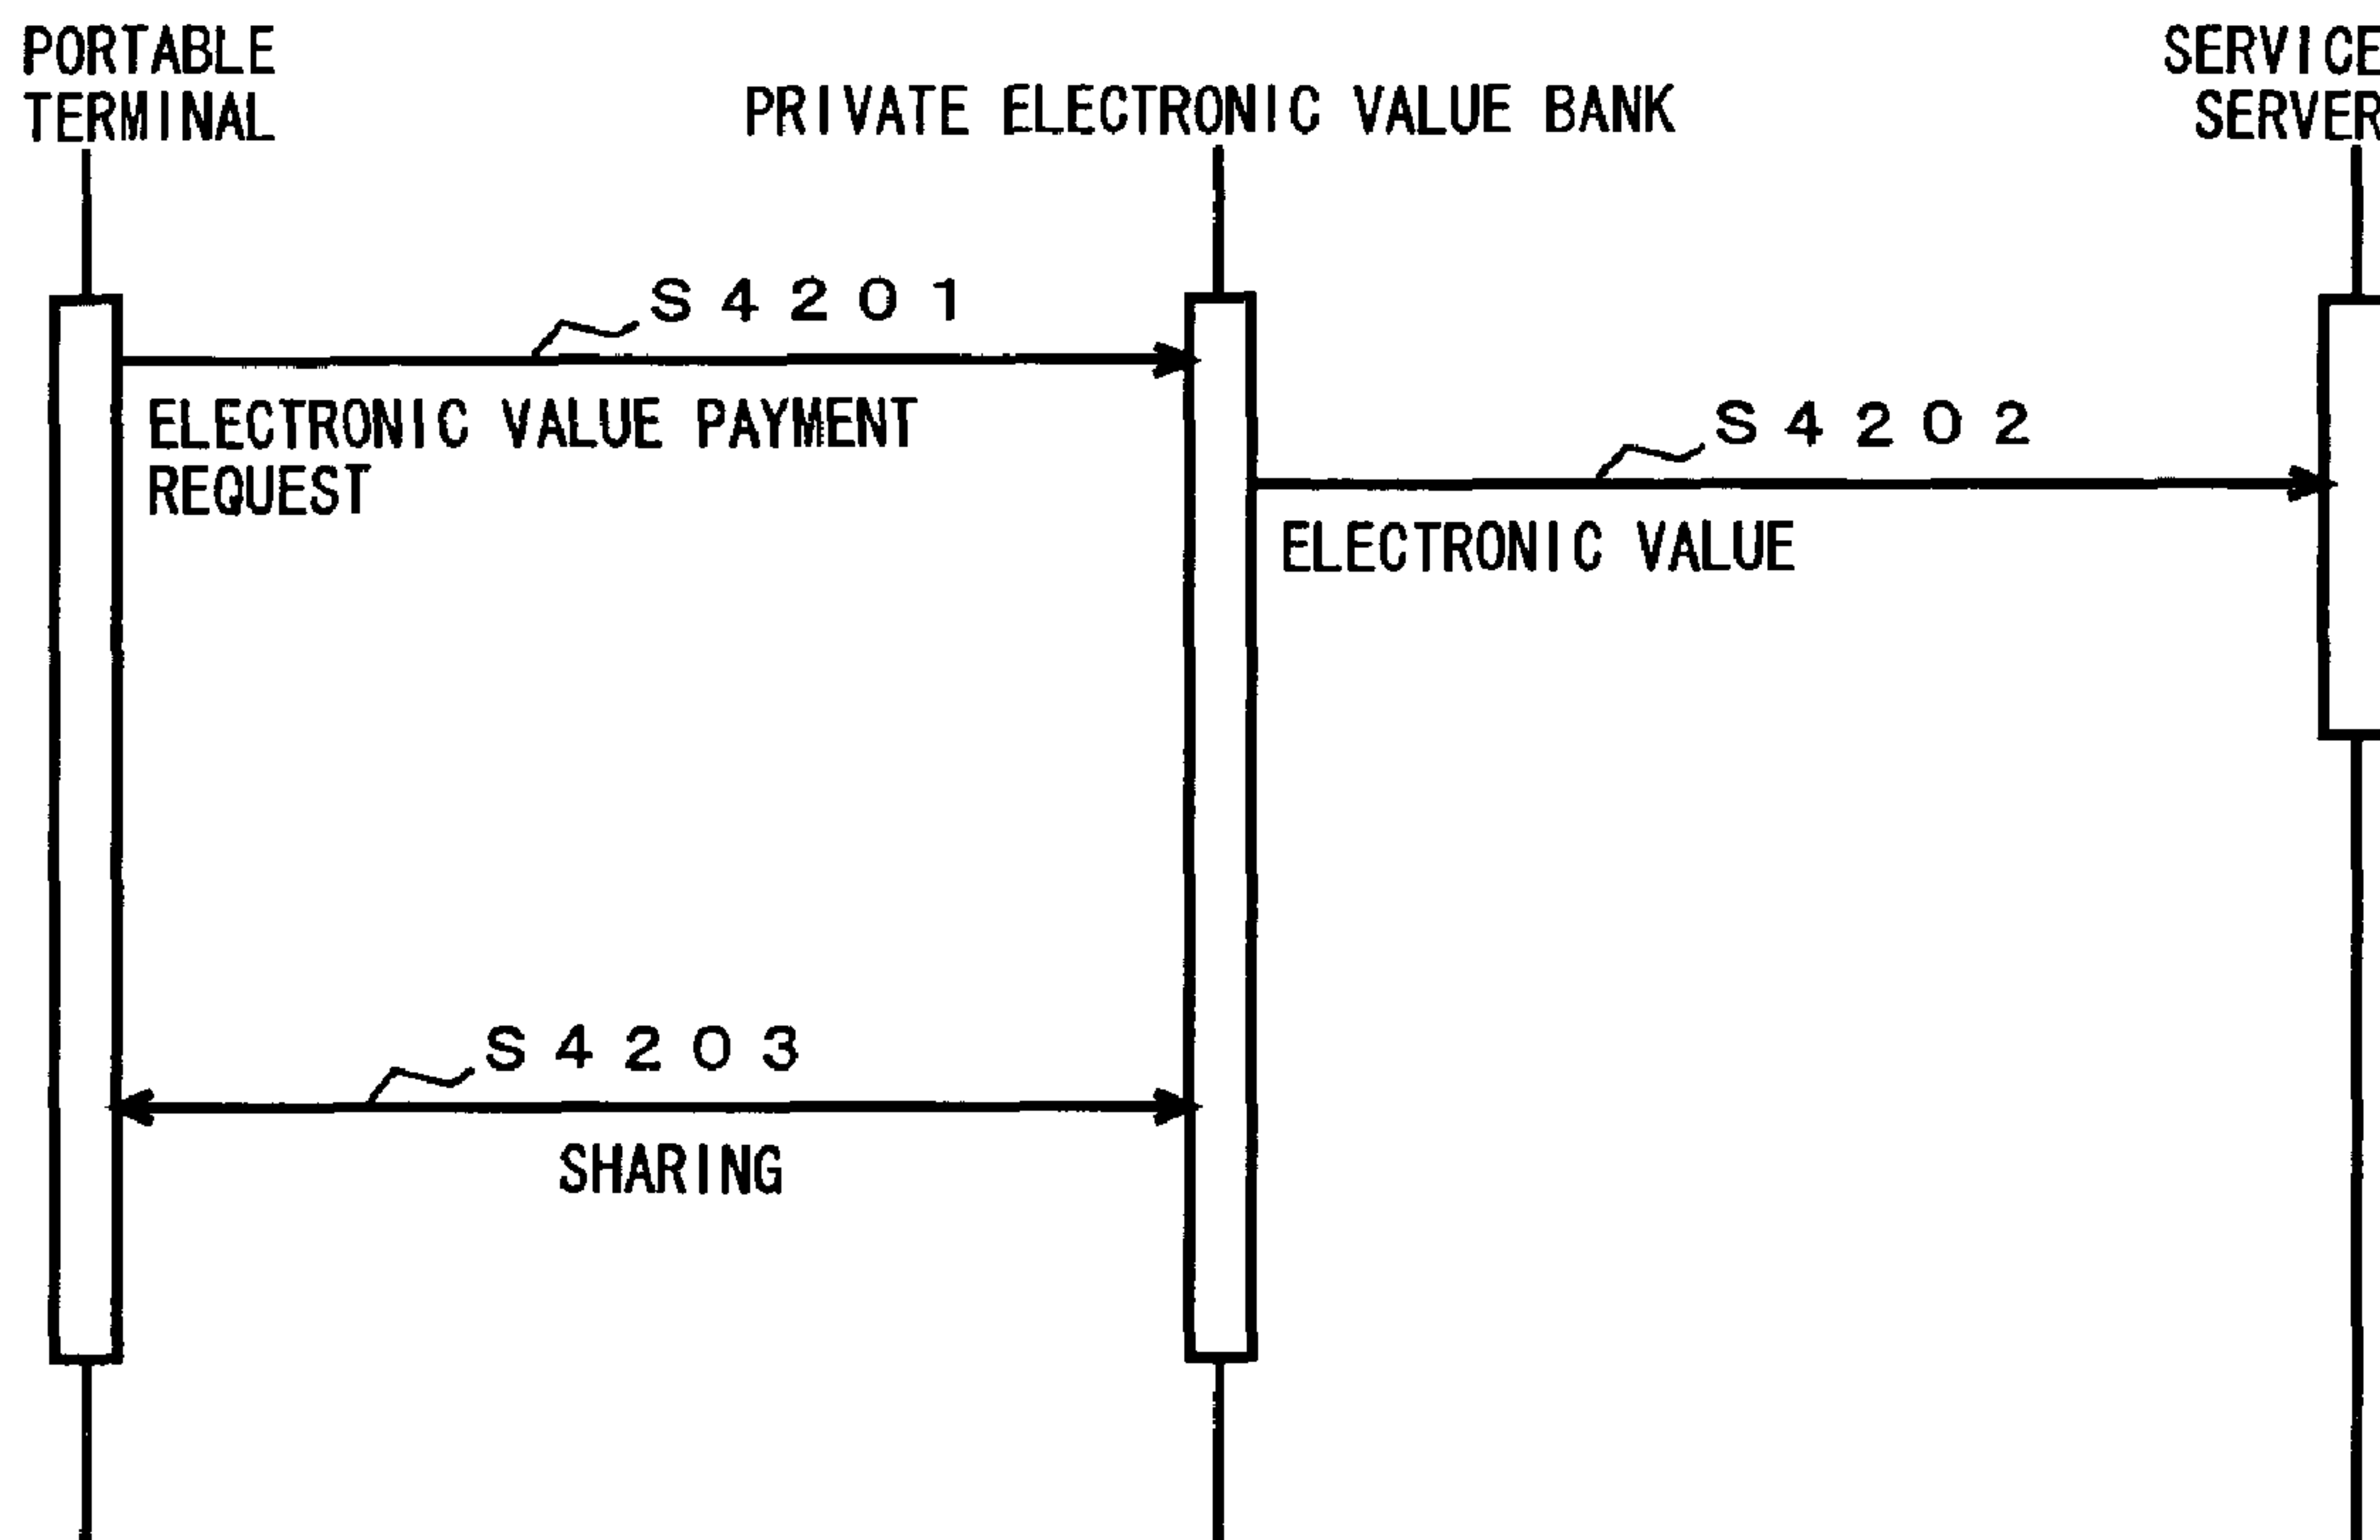 PORTABLE
TERMINAL
PRIVATE ELECTRONIC VALUE BANK
SERVICE
SERVER
S4201
ELECTRONIC VALUE PAYMENT
REQUEST
S4202
ELECTRONIC VALUE
S4203
SHARING